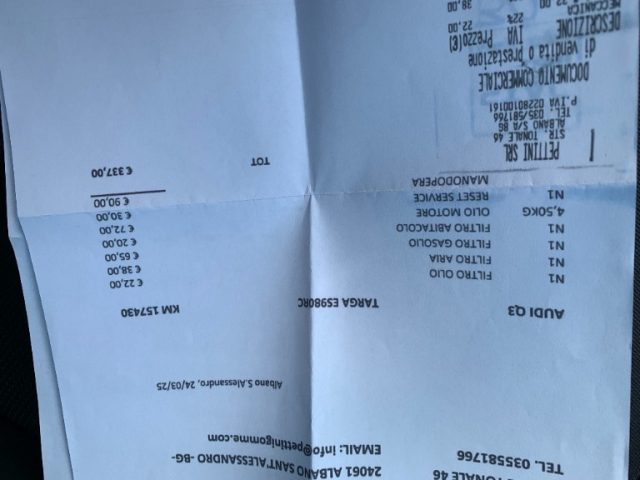 TONALE 46 24061 ALBANO SANT'ALESSANDRO -BG-
TEL. 035581766 EMAIL: info@pettinigomme.com
Albano S.Alessandro, 24/03/25
AUDI Q3 TARGA ES980RC KM 157430
N1 FILTRO OLIO € 22,00
N1 FILTRO ARIA € 38,00
N1 FILTRO GASOLIO € 65,00
N1 FILTRO ABITACOLO € 20,00
4,50KG OLIO MOTORE € 72,00
N1 RESET SERVICE € 30,00
MANODOPERA € 90,00
TOT € 337,00
PETTINI SRL
STR. TONALE 46
ALBANO S/A BG
TEL. 035/581766
P.IVA 02280100161
DOCUMENTO COMMERCIALE
di vendita o prestazione
DESCRIZIONE IVA Prezzo(€)
MECCANICA 22% 22,00
38,00